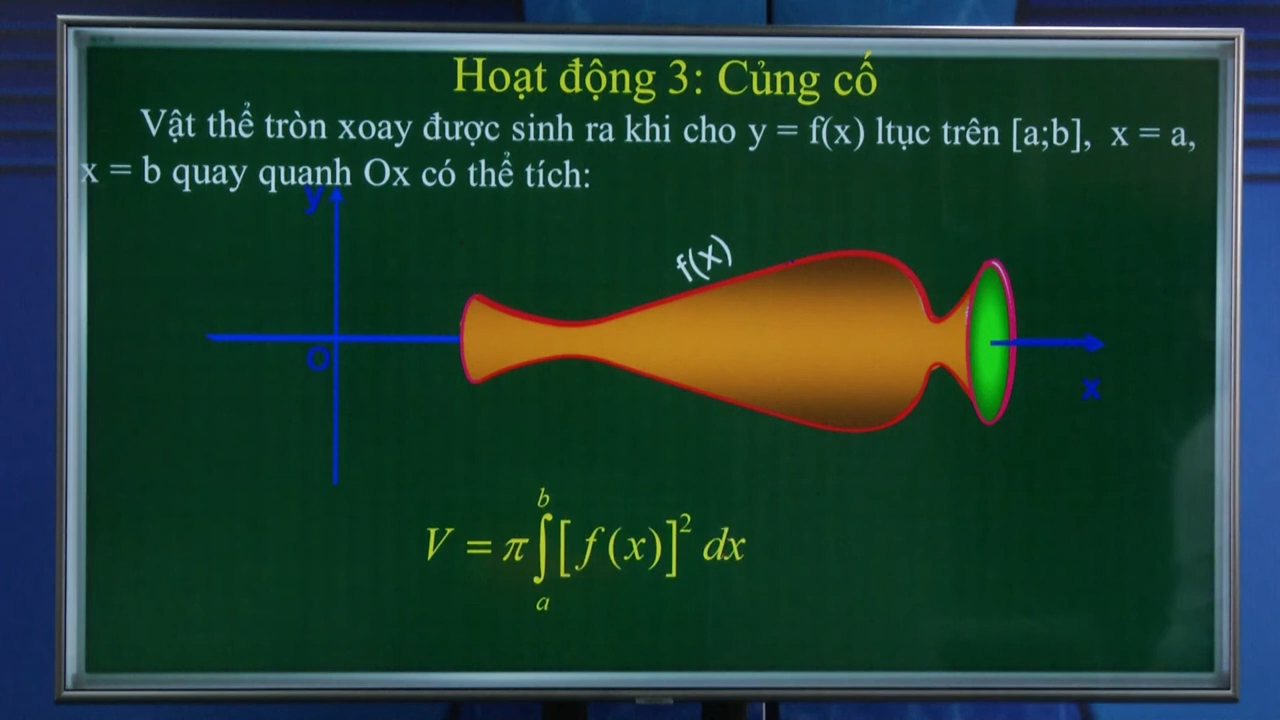 Hoạt động 3: Củng cố
Vật thể tròn xoay được sinh ra khi cho y = f(x) ltục trên [a;b], x = a,
x = b quay quanh Ox có thể tích:
y
f(x)
O
x
V = π∫ₐᵇ[f(x)]² dx